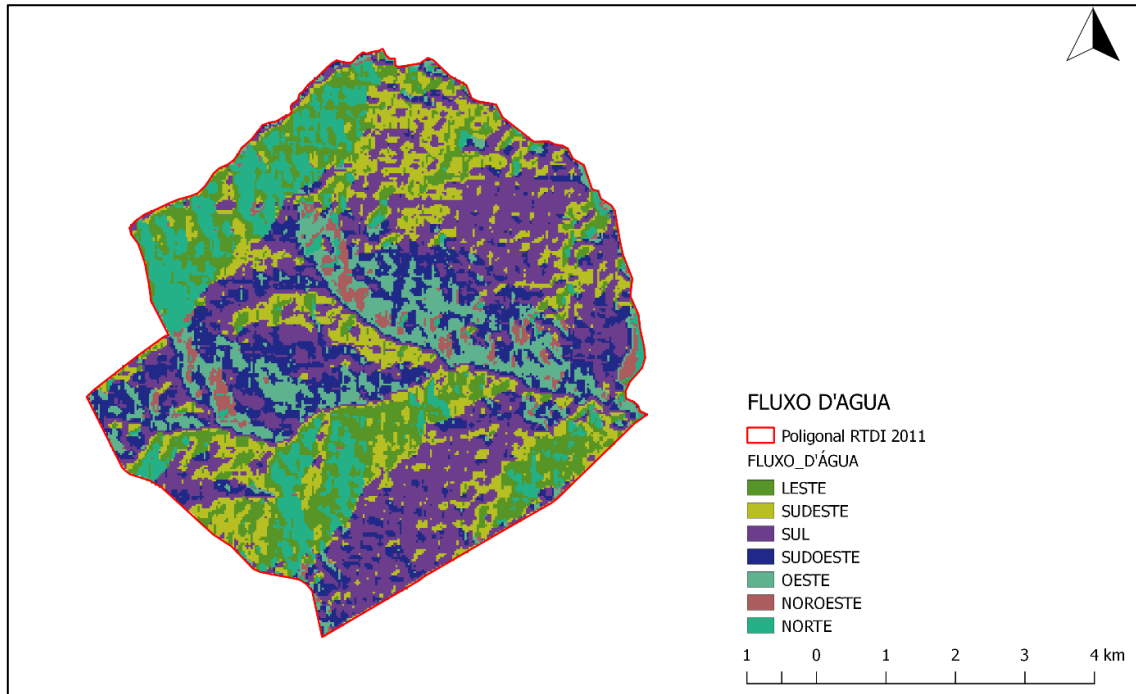 FLUXO D'AGUA
Poligonal RTDI 2011
FLUXO_D'ÁGUA
LESTE
SUDESTE
SUL
SUDOESTE
OESTE
NOROESTE
NORTE
1 0 1 2 3 4 km